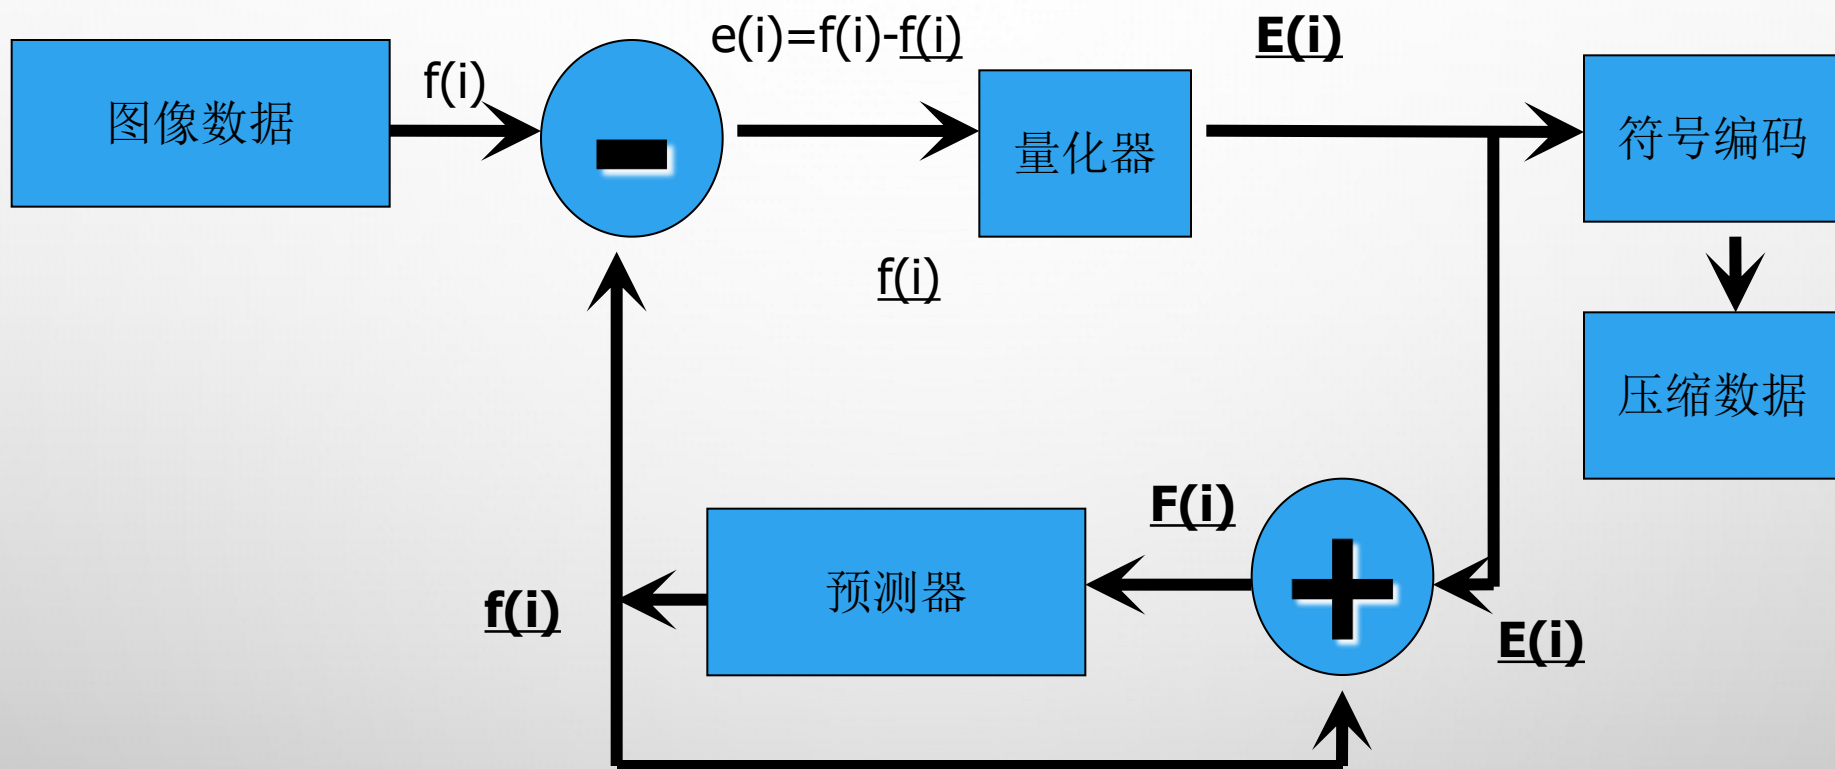 e(i)=f(i)-f(i)
E(i)
图像数据
f(i)
量化器
符号编码
f(i)
压缩数据
F(i)
预测器
f(i)
E(i)